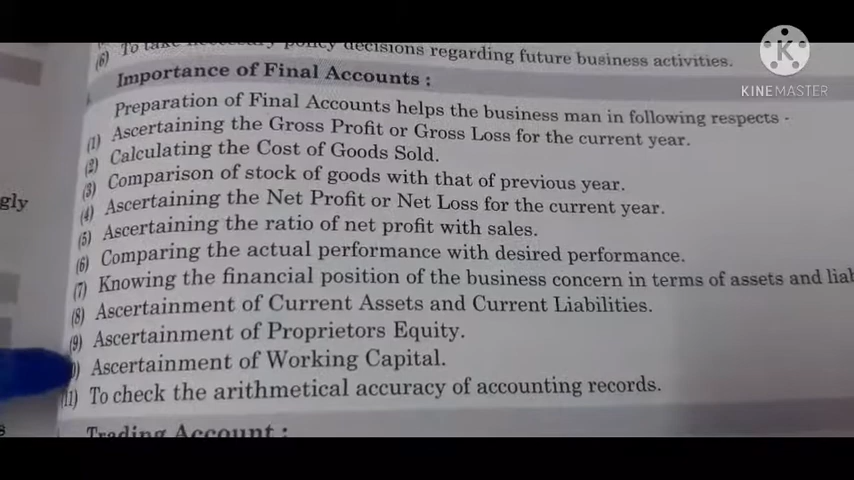 (6) To take necessary policy decisions regarding future business activities.
KINEMASTER
Importance of Final Accounts :
Preparation of Final Accounts helps the business man in following respects -
(1) Ascertaining the Gross Profit or Gross Loss for the current year.
(2) Calculating the Cost of Goods Sold.
(3) Comparison of stock of goods with that of previous year.
(4) Ascertaining the Net Profit or Net Loss for the current year.
(5) Ascertaining the ratio of net profit with sales.
(6) Comparing the actual performance with desired performance.
(7) Knowing the financial position of the business concern in terms of assets and liab
(8) Ascertainment of Current Assets and Current Liabilities.
(9) Ascertainment of Proprietors Equity.
0) Ascertainment of Working Capital.
(11) To check the arithmetical accuracy of accounting records.
Trading Account :
gly
s